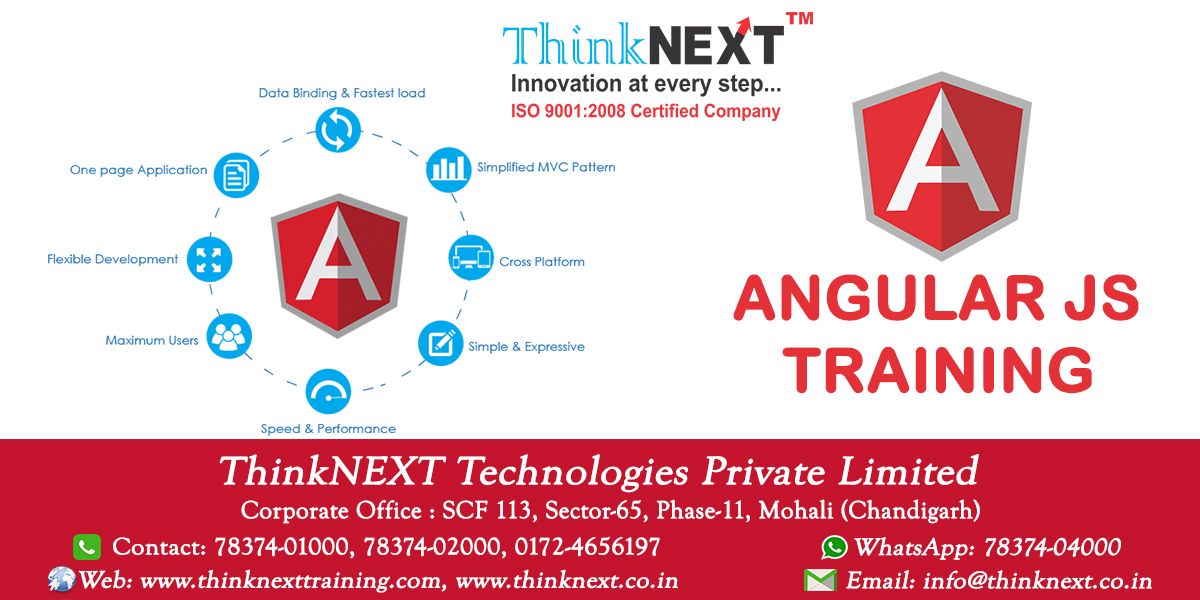 ThinkNEXT TM
Innovation at every step...
ISO 9001:2008 Certified Company
Data Binding & Fastest load
One page Application
Simplified MVC Pattern
Flexible Development
Cross Platform
Maximum Users
Simple & Expressive
Speed & Performance
A
A
ANGULAR JS
TRAINING
ThinkNEXT Technologies Private Limited
Corporate Office : SCF 113, Sector-65, Phase-11, Mohali (Chandigarh)
Contact: 78374-01000, 78374-02000, 0172-4656197
WhatsApp: 78374-04000
Web: www.thinknexttraining.com, www.thinknext.co.in
Email: info@thinknext.co.in